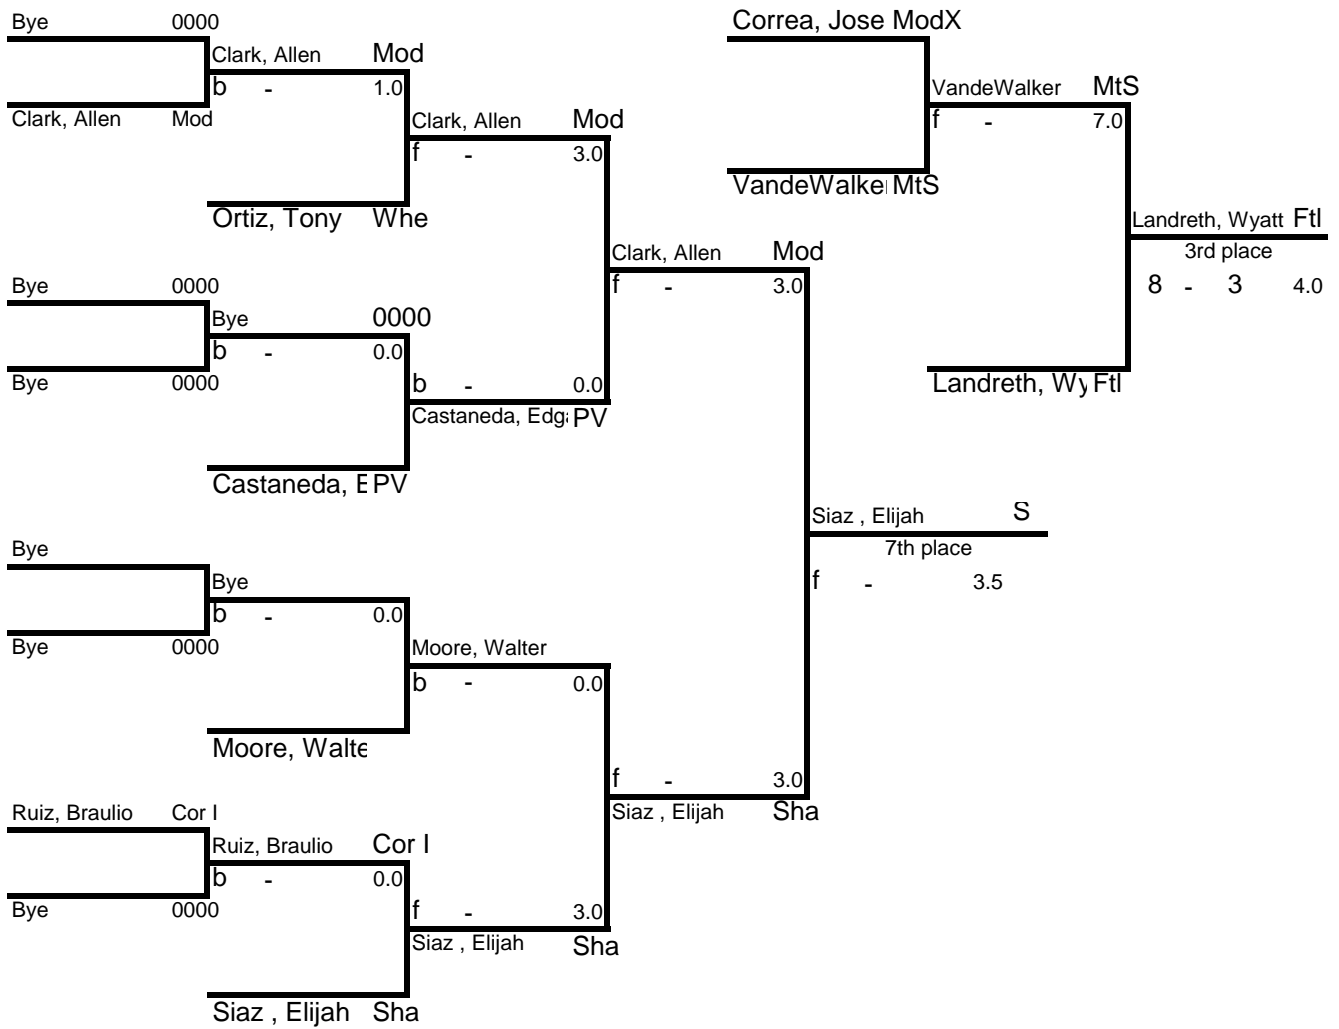 Bye 0000
Clark, Allen Mod
b - 1.0
Clark, Allen Mod
Clark, Allen Mod
f - 3.0
Ortiz, Tony Whe
Clark, Allen Mod
f - 3.0
Bye 0000
Bye 0000
b - 0.0
Bye 0000
b - 0.0
Castaneda, Edga PV
Castaneda, E PV
Siaz , Elijah S
7th place
f - 3.5
Bye
Bye
b - 0.0
Bye 0000
Moore, Walter
b - 0.0
Moore, Walte
f - 3.0
Siaz , Elijah Sha
Ruiz, Braulio Cor I
Ruiz, Braulio Cor I
b - 0.0
Bye 0000
f - 3.0
Siaz , Elijah Sha
Siaz , Elijah Sha
Correa, Jose ModX
VandeWalker MtS
f - 7.0
VandeWalke MtS
Landreth, Wyatt Ftl
3rd place
8 - 3 4.0
Landreth, Wy Ftl